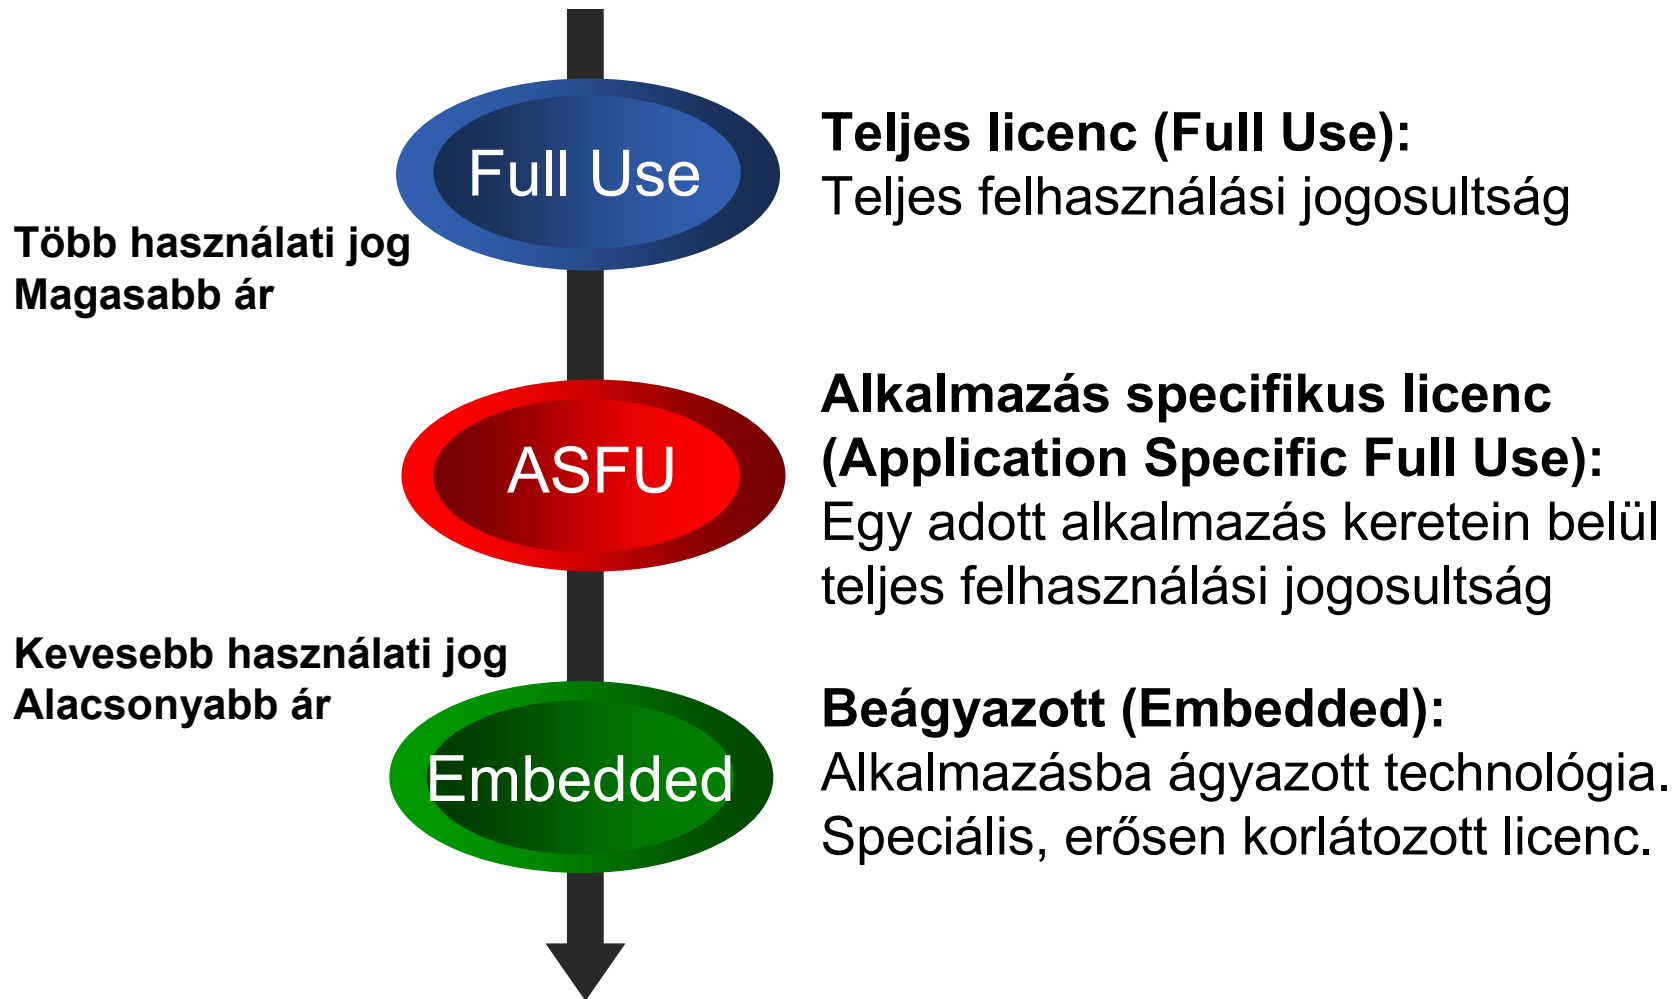 Full Use
Teljes licenc (Full Use):
Teljes felhasználási jogosultság
Több használati jog
Magasabb ár
ASFU
Alkalmazás specifikus licenc
(Application Specific Full Use):
Egy adott alkalmazás keretein belül
teljes felhasználási jogosultság
Kevesebb használati jog
Alacsonyabb ár
Embedded
Beágyazott (Embedded):
Alkalmazásba ágyazott technológia.
Speciális, erősen korlátozott licenc.